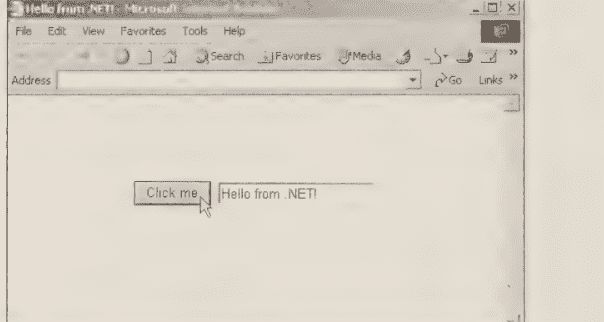 Hello from .NET! - Microsoft
File Edit View Favorites Tools Help
Search Favorites Media
Address Go Links
Click me Hello from .NET!